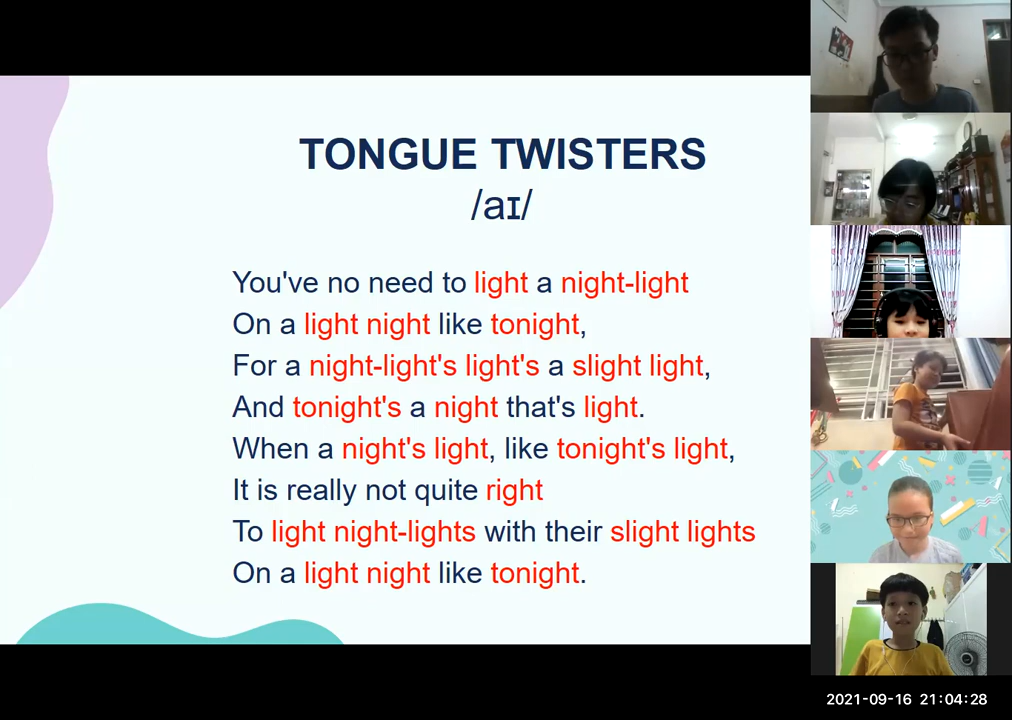 TONGUE TWISTERS
/aɪ/
You've no need to light a night-light
On a light night like tonight,
For a night-light's light's a slight light,
And tonight's a night that's light.
When a night's light, like tonight's light,
It is really not quite right
To light night-lights with their slight lights
On a light night like tonight.
2021-09-16 21:04:28